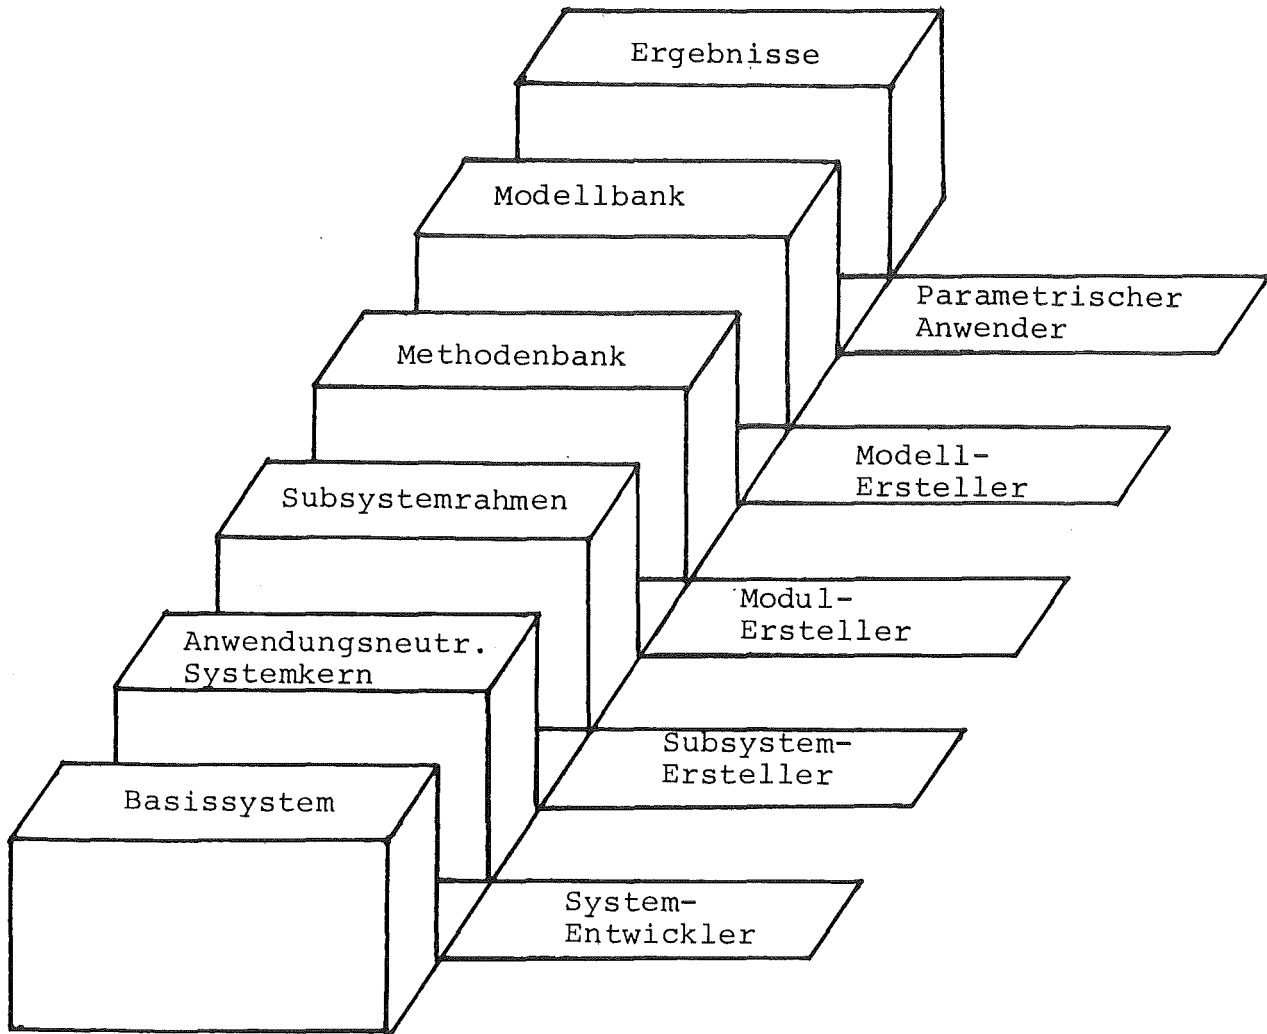 Ergebnisse
Modellbank
Parametrischer
Anwender
Methodenbank
Modell-
Ersteller
Subsystemrahmen
Modul-
Ersteller
Anwendungsneutr.
Systemkern
Subsystem-
Ersteller
Basissystem
System-
Entwickler